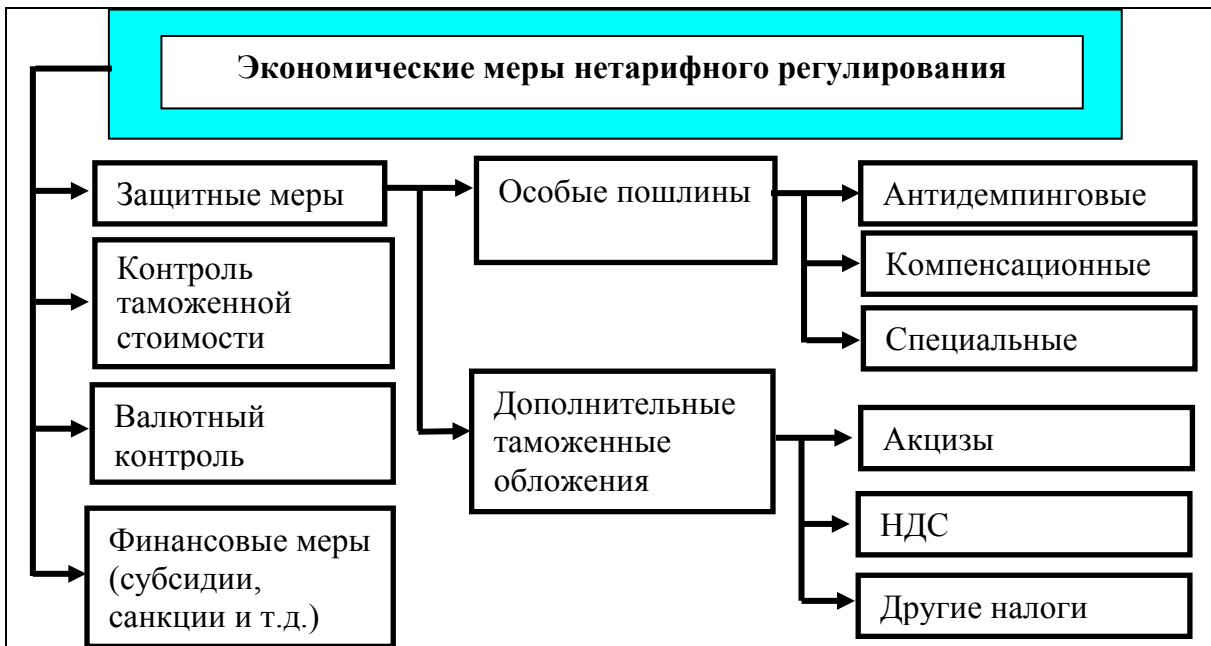 Экономические меры нетарифного регулирования
Защитные меры
Особые пошлины
Антидемпинговые
Компенсационные
Специальные
Контроль
таможенной
стоимости
Валютный
контроль
Дополнительные
таможенные
обложения
Акцизы
НДС
Другие налоги
Финансовые меры
(субсидии,
санкции и т.д.)